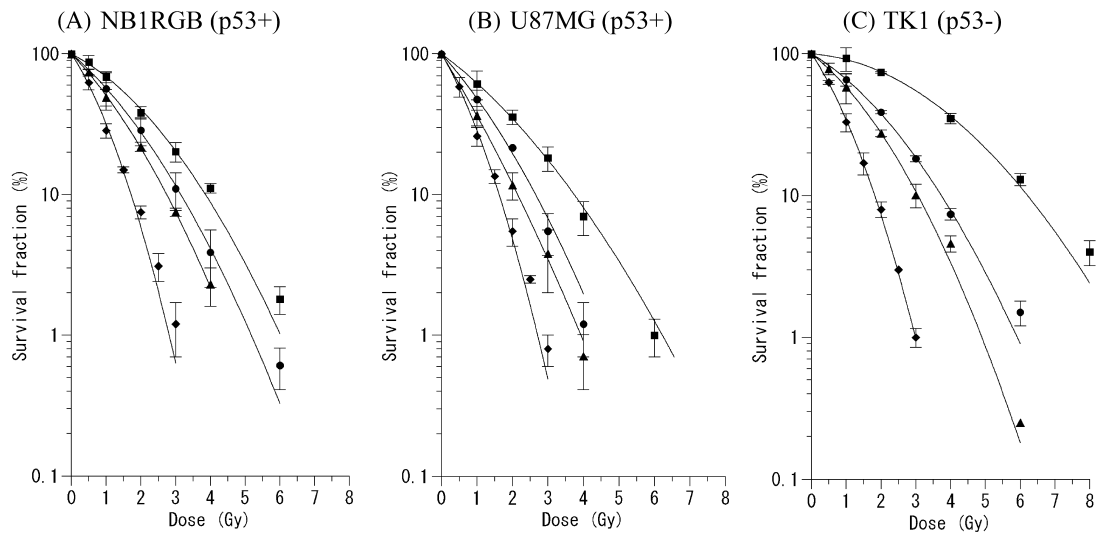 (A) NB1RGB (p53+)
(B) U87MG (p53+)
(C) TK1 (p53-)
Survival fraction (%)
100
10
1
0.1
0 1 2 3 4 5 6 7 8
Dose (Gy)
Survival fraction (%)
100
10
1
0.1
0 1 2 3 4 5 6 7 8
Dose (Gy)
Survival fraction (%)
100
10
1
0.1
0 1 2 3 4 5 6 7 8
Dose (Gy)